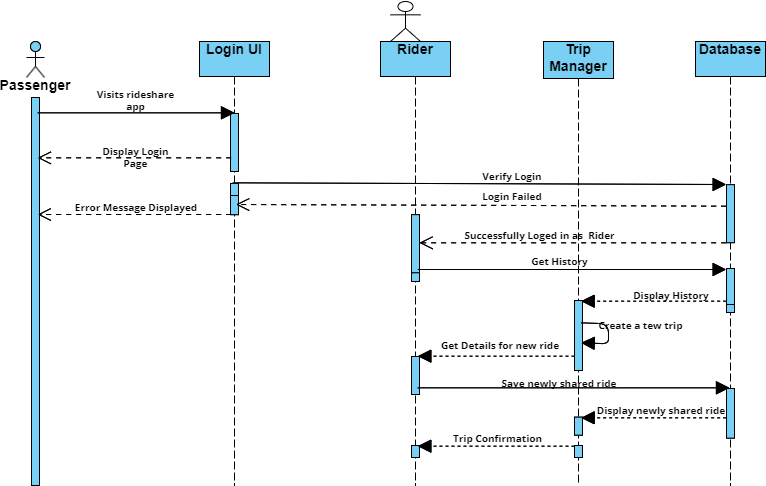 Login UI
Rider
Trip
Manager
Database
Passenger
Visits rideshare
app
Display Login
Page
Verify Login
Login Failed
Error Message Displayed
Successfully Loged in as Rider
Get History
Display History
Create a tew trip
Get Details for new ride
Save newly shared ride
Display newly shared ride
Trip Confirmation